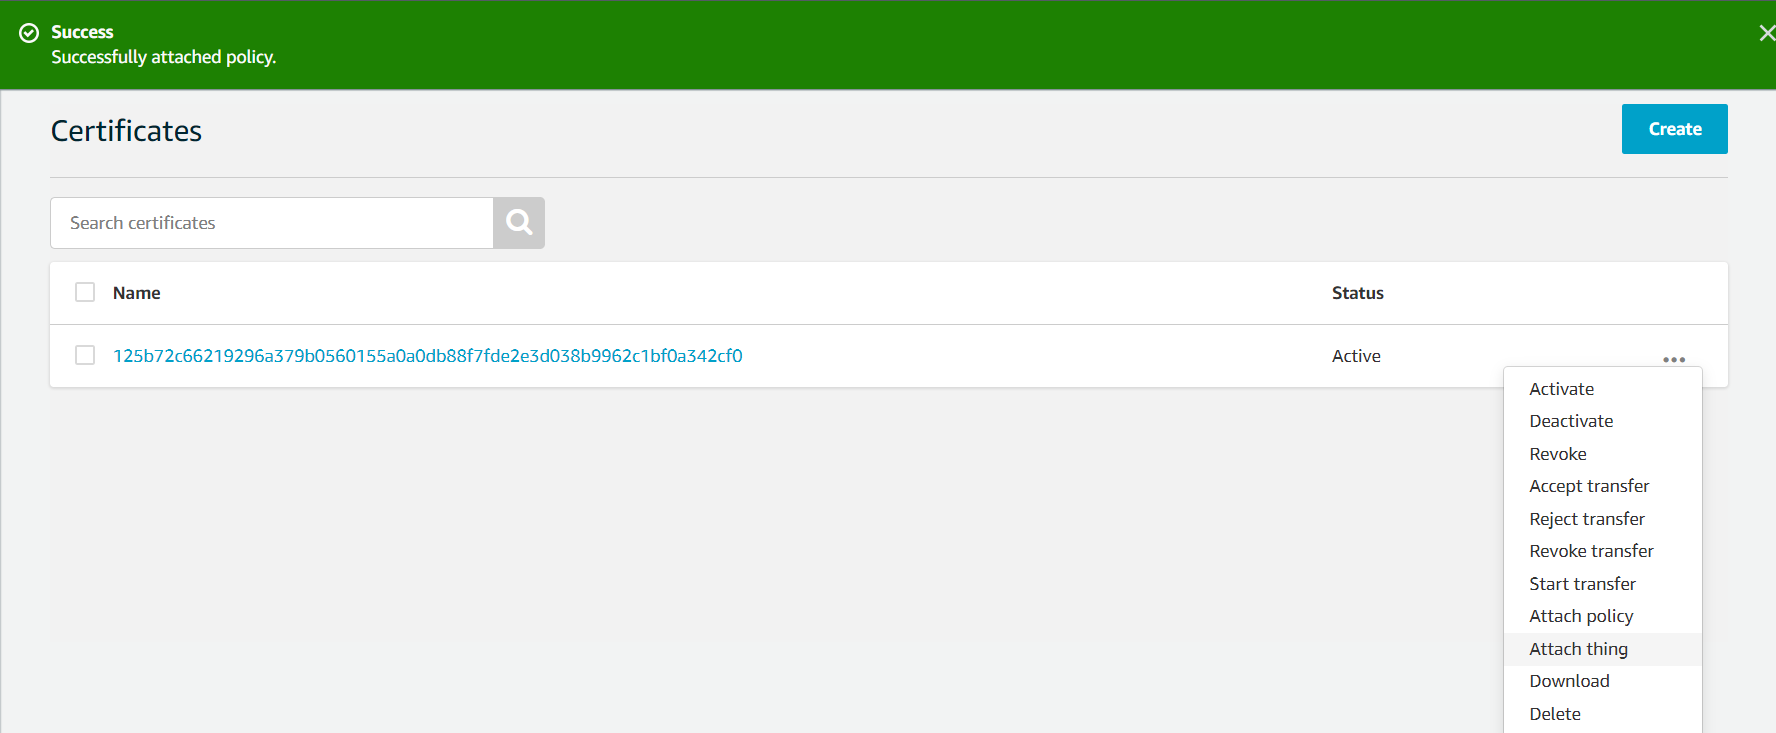 Success
Successfully attached policy.
Certificates
Create
Search certificates
Name Status
125b72c66219296a379b0560155a0a0db88f7fde2e3d038b9962c1bf0a342cf0 Active
Activate
Deactivate
Revoke
Accept transfer
Reject transfer
Revoke transfer
Start transfer
Attach policy
Attach thing
Download
Delete